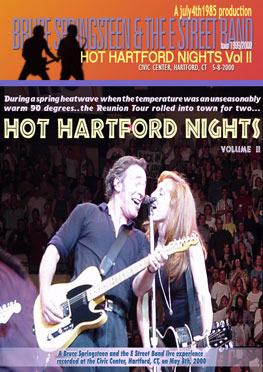 A july4th1985 production
BRUCE SPRINGSTEEN & THE E STREET BAND
tour 1999/2000
HOT HARTFORD NIGHTS Vol II
CIVIC CENTER, HARTFORD, CT 5-8-2000
During a spring heatwave when the temperature was an unseasonably
warm 90 degrees..the Reunion Tour rolled into town for two...
HOT HARTFORD NIGHTS
VOLUME II
A Bruce Springsteen and the E Street Band live experience
recorded at the Civic Center, Hartford, CT, on May 8th, 2000